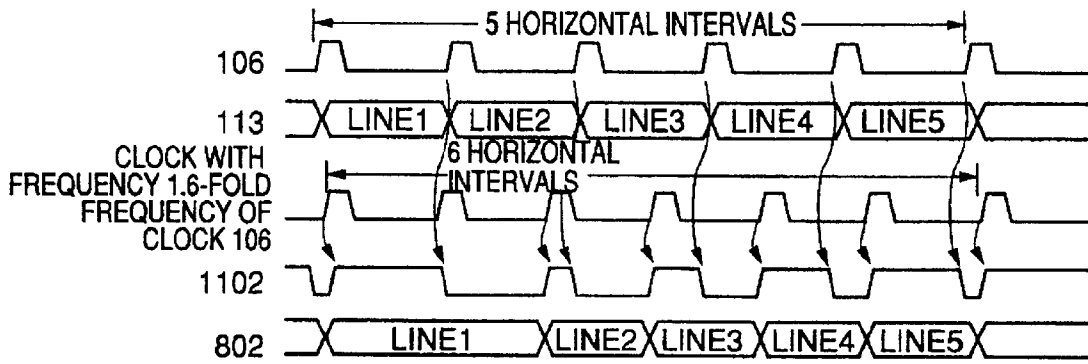 5 HORIZONTAL INTERVALS
106
113 LINE1 LINE2 LINE3 LINE4 LINE5
6 HORIZONTAL
INTERVALS
CLOCK WITH
FREQUENCY 1.6-FOLD
FREQUENCY OF
CLOCK 106
1102
802 LINE1 LINE2 LINE3 LINE4 LINE5